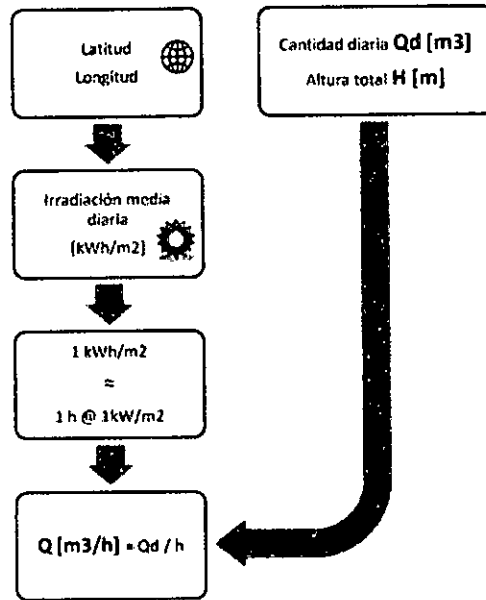 Latitud
Longitud
Cantidad diaria Qd [m3]
Altura total H [m]
Irradiación media
diaria
(kWh/m2)
1 kWh/m2
≈
1 h @ 1kW/m2
Q [m3/h] = Qd / h